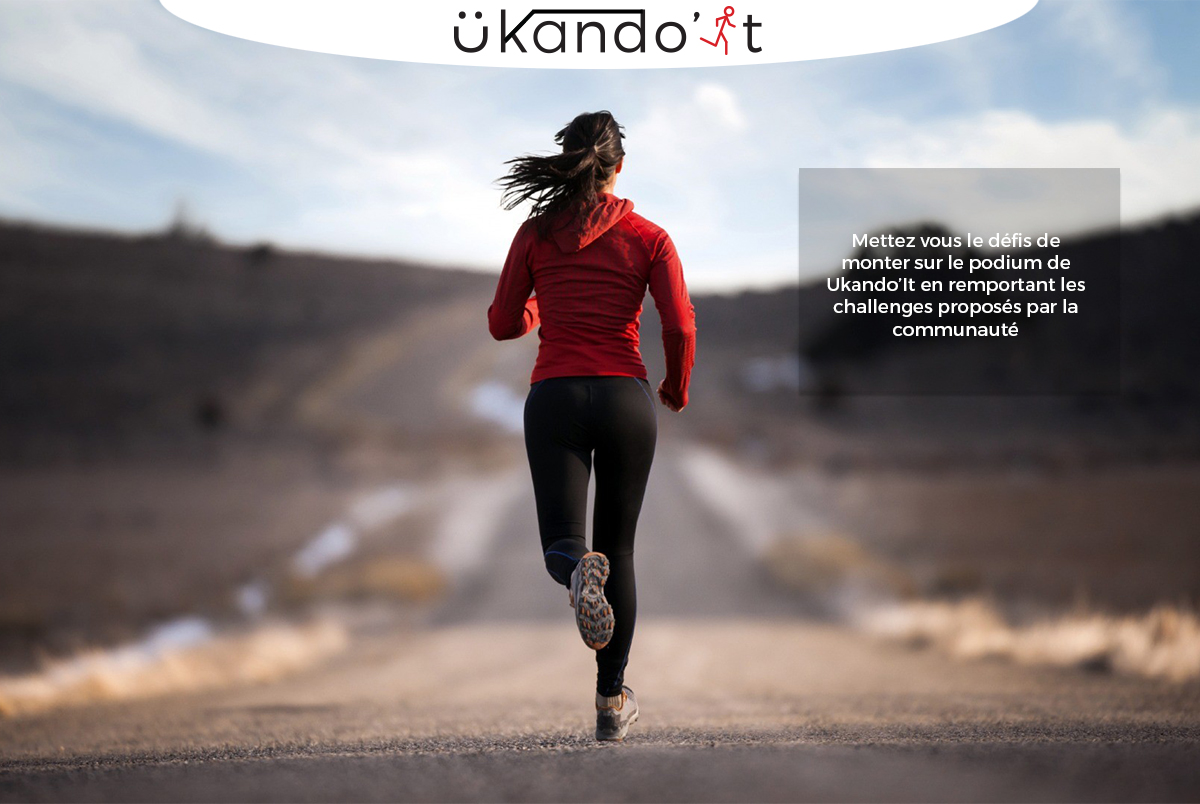 ükando'it
Mettez vous le défis de
monter sur le podium de
Ukando'It en remportant les
challenges proposés par la
communauté